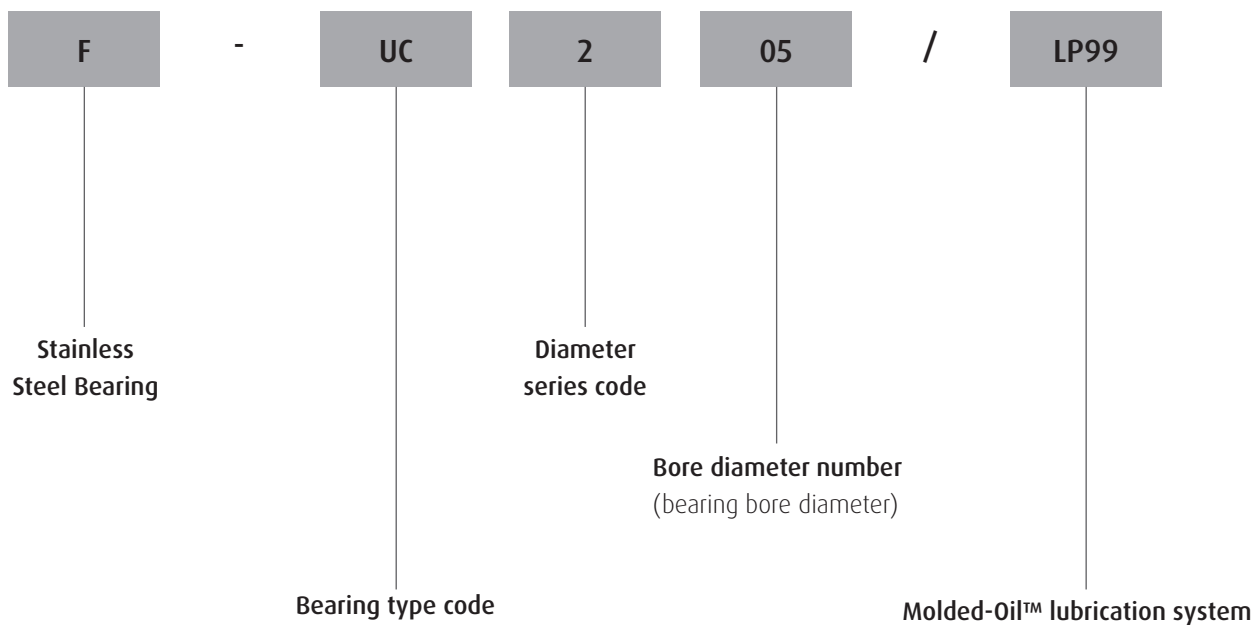 F - UC 2 05 / LP99
Stainless
Steel Bearing
Diameter
series code
Bore diameter number
(bearing bore diameter)
Bearing type code
Molded-Oil™ lubrication system